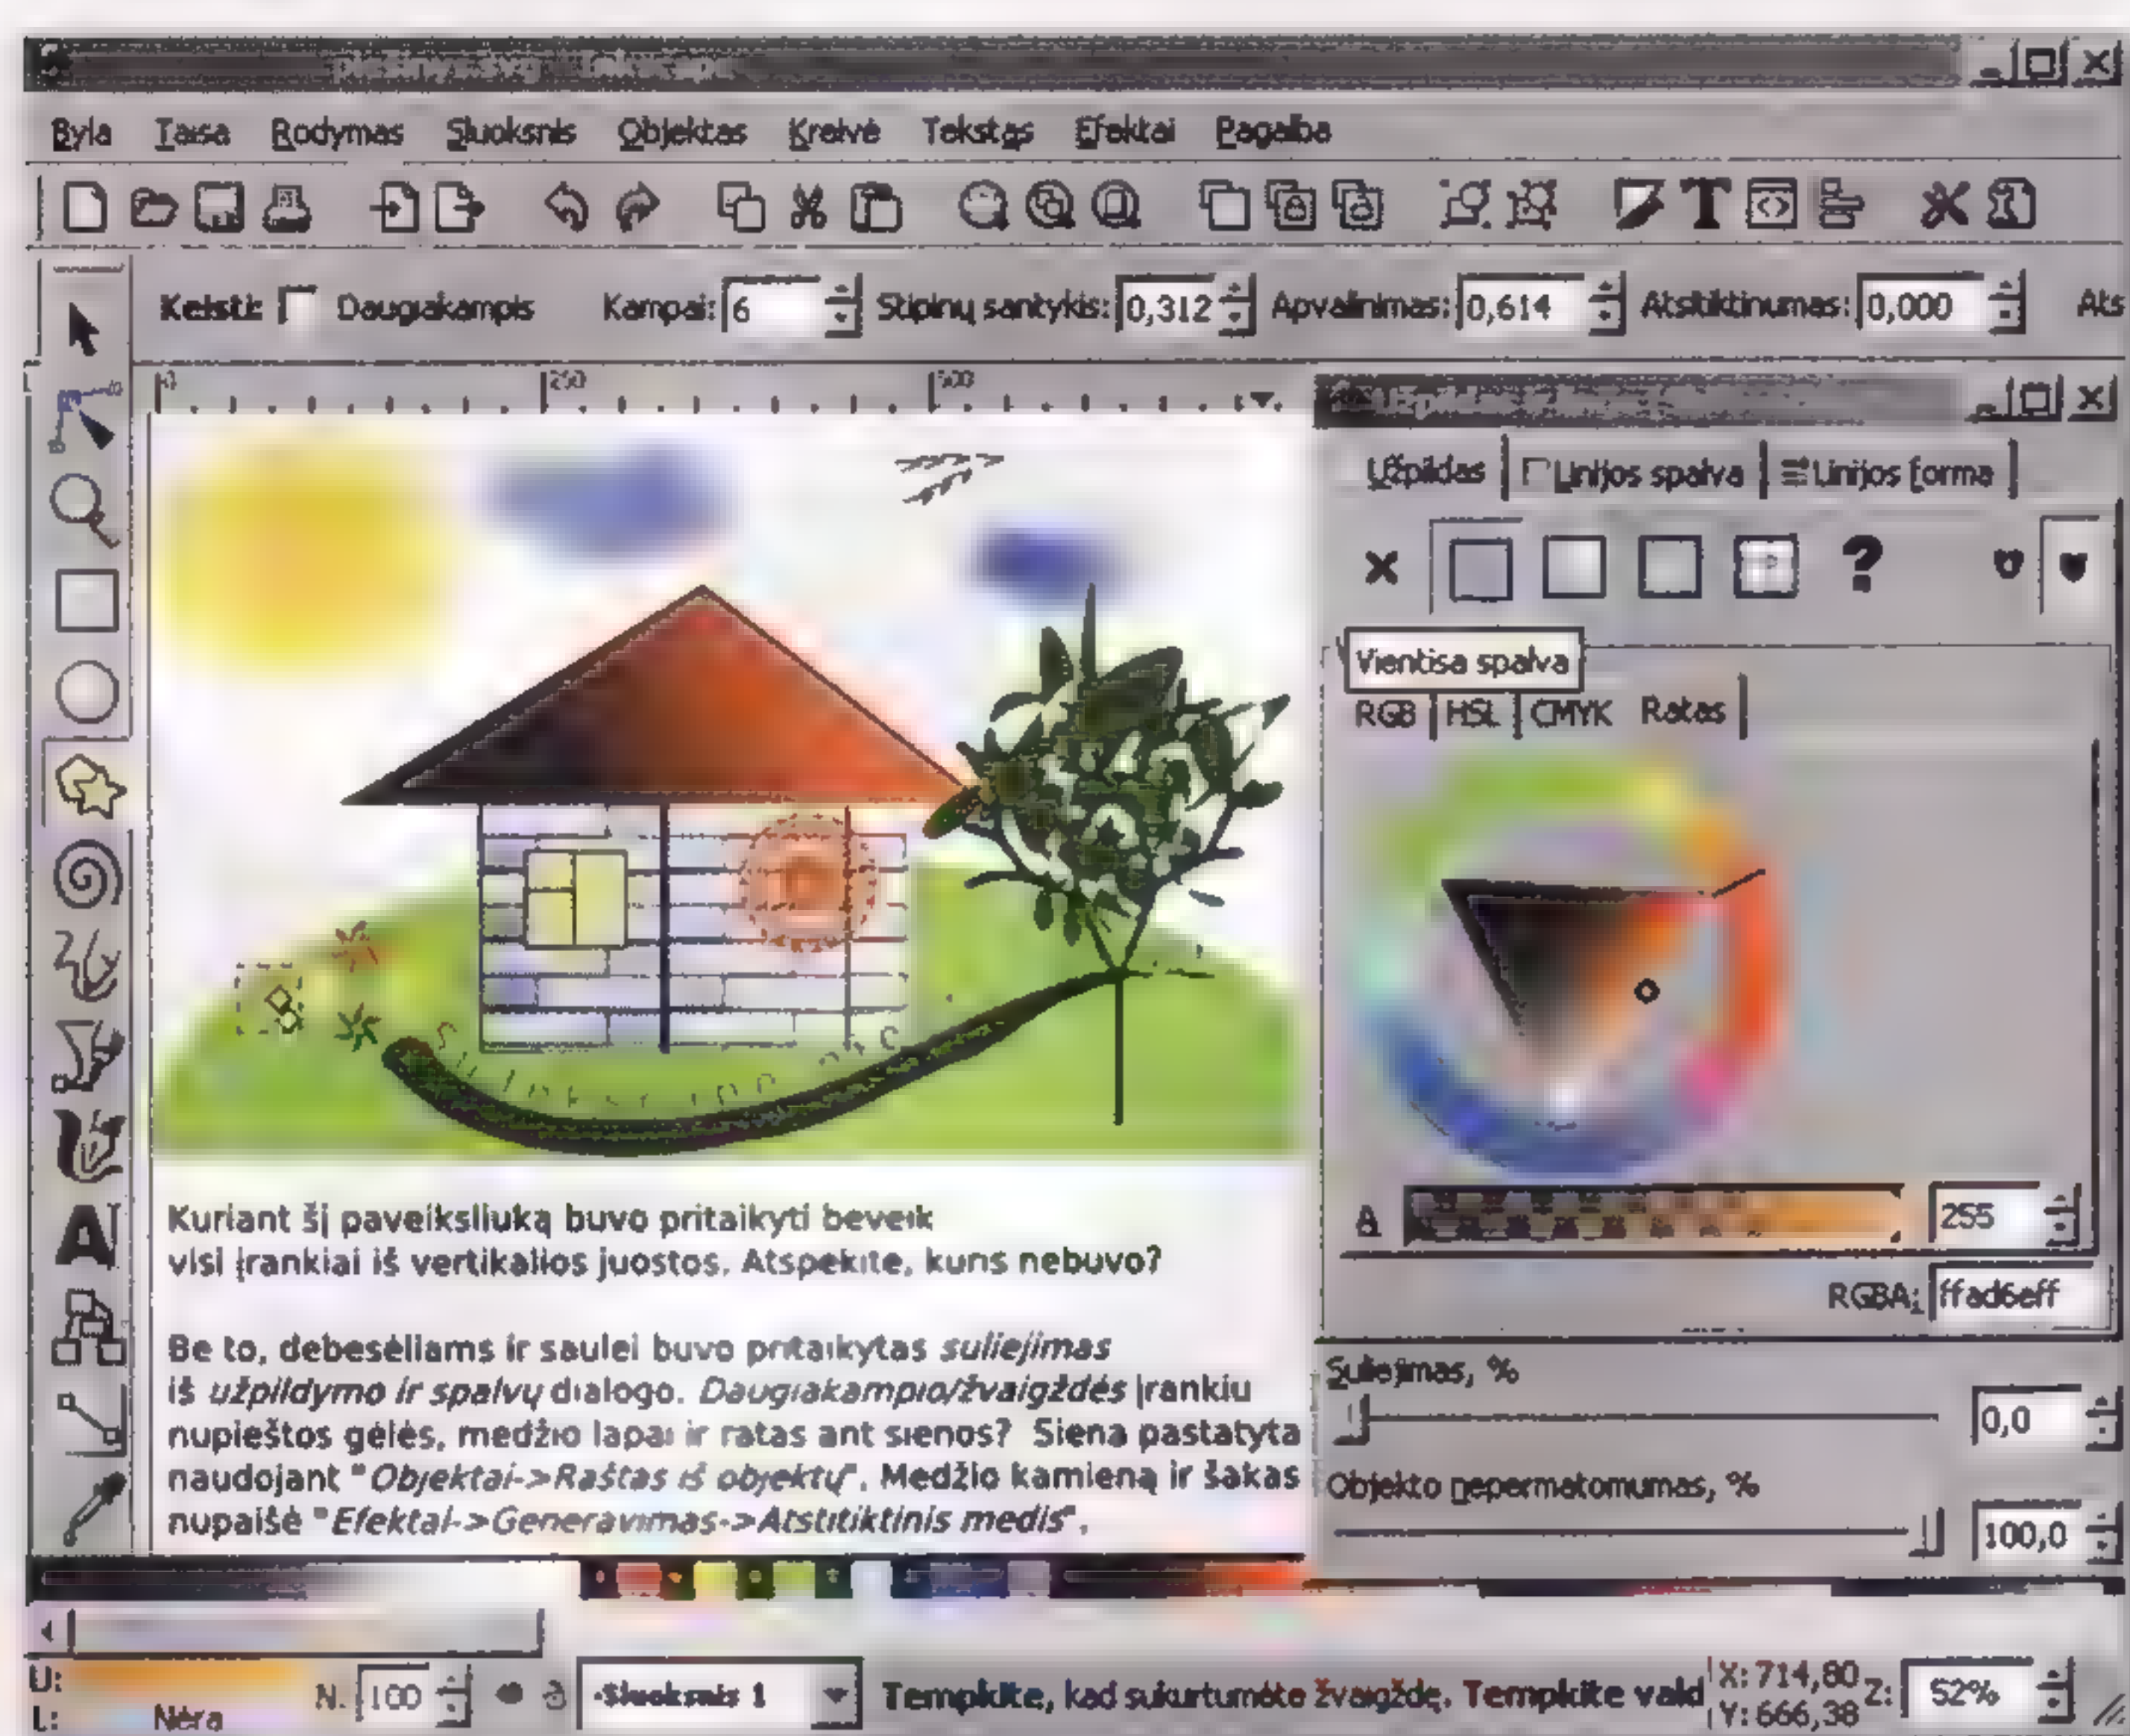 Byla Taisa Rodymas Sluoksnis Objektas Kreivė Tekstas Efektai Pagalba
Keisti: Daugiakampis Kampai: 6 Stipinų santykis: 0,312 Apvalinimas: 0,614 Atsitiktinumas: 0,000 Ats
0 250 500
Užpildas Linijos spalva Linijos forma
Vientisa spalva
RGB HSL CMYK Ratas
A 255
RGBA: ffad6eff
Kuriant šį paveiksliuką buvo pritaikyti beveik
visi įrankiai iš vertikalios juostos. Atspėkite, kuris nebuvo?
Be to, debesėliams ir saulei buvo pritaikytas suliejimas
iš užpildymo ir spalvų dialogo. Daugiakampio/žvaigždės įrankiu
nupieštos gėlės, medžio lapai ir ratas ant sienos? Siena pastatyta
naudojant "Objektai->Raštas iš objektų". Medžio kamieną ir šakas
nupaišė "Efektai->Generavimas->Atstitiktinis medis".
Suliejimas, %
0,0
Objekto nepermatomumas, %
100,0
U:
L: Nėra
N. 100
-Sluoksnis 1
Tempkite, kad sukurtumėte žvaigždę. Tempkite vald
X: 714,80
Y: 666,38
Z: 52%